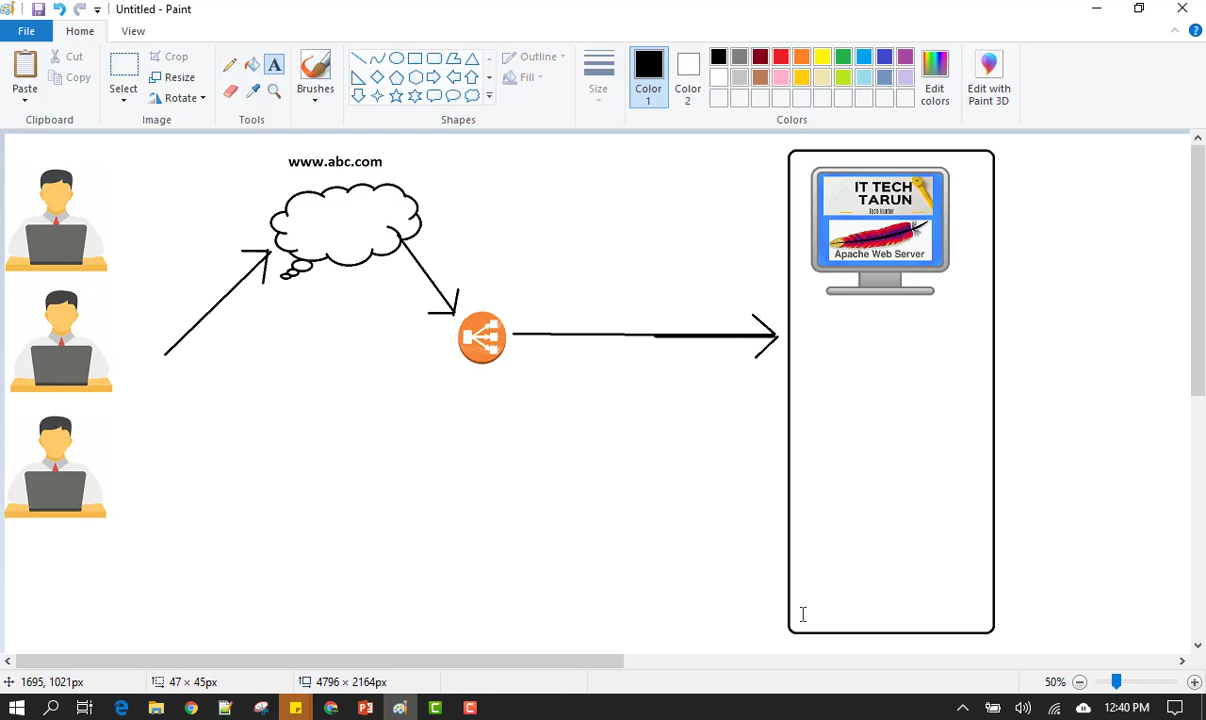 Untitled - Paint
File
Home
View
Paste
Cut
Copy
Clipboard
Select
Crop
Resize
Rotate
Image
A
Tools
Brushes
Outline
Fill
Shapes
Size
Color
1
Color
2
Edit
colors
Colors
Edit with
Paint 3D
www.abc.com
IT TECH
TARUN
Tech Hunter
Apache Web Server
1695, 1021px
47 × 45px
4796 × 2164px
50%
12:40 PM